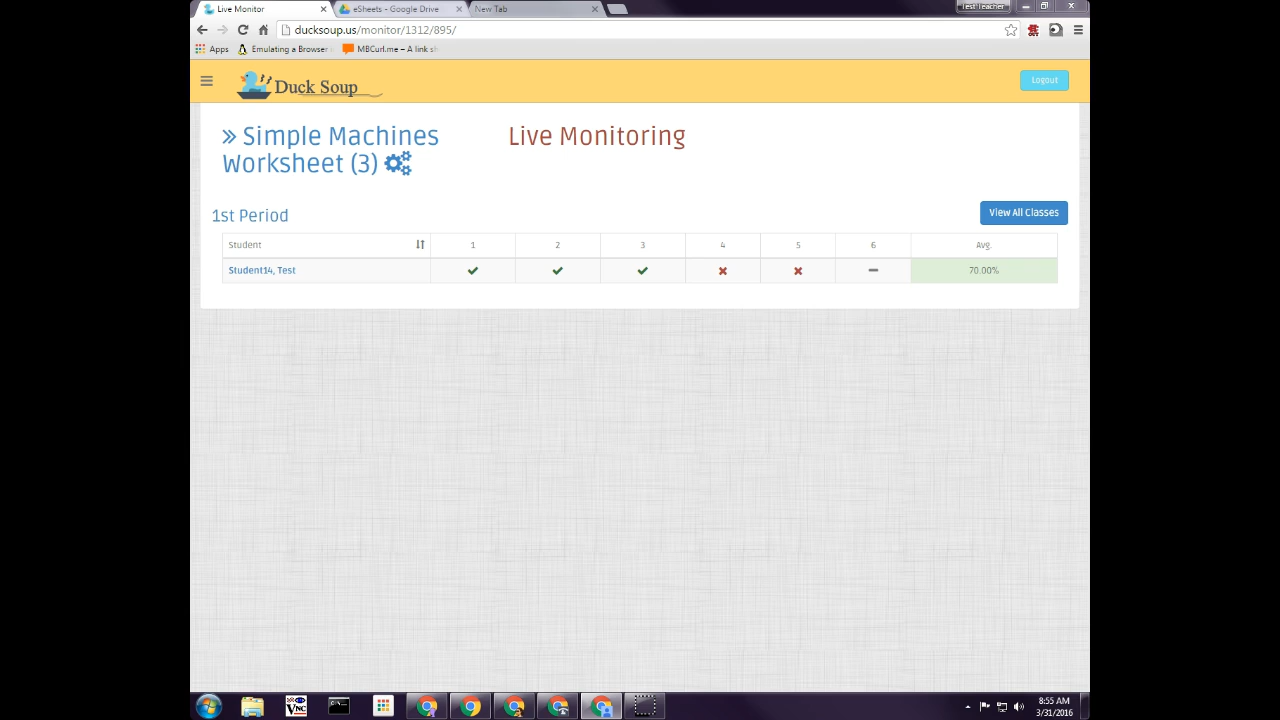 Live Monitor
eSheets - Google Drive
New Tab
Test Teacher
ducksoup.us/monitor/1312/895/
Apps
Emulating a Browser
MBCurl.me – A link sh
Duck Soup
Logout
» Simple Machines
Worksheet (3)
Live Monitoring
1st Period
View All Classes
Student 1 2 3 4 5 6 Avg.
Student14, Test 70.00%
8:55 AM
3/31/2016